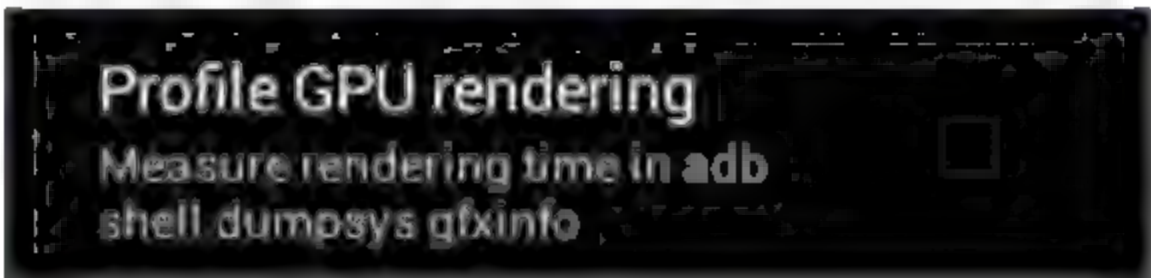 Profile GPU rendering
Measure rendering time in adb
shell dumpsys gfxinfo